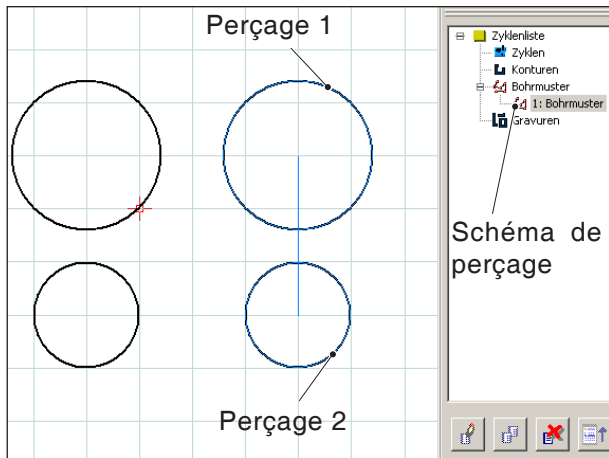 Perçage 1
Zyklenliste
Zyklen
Konturen
Bohrmuster
1: Bohrmuster
Gravuren
Schéma de
perçage
Perçage 2